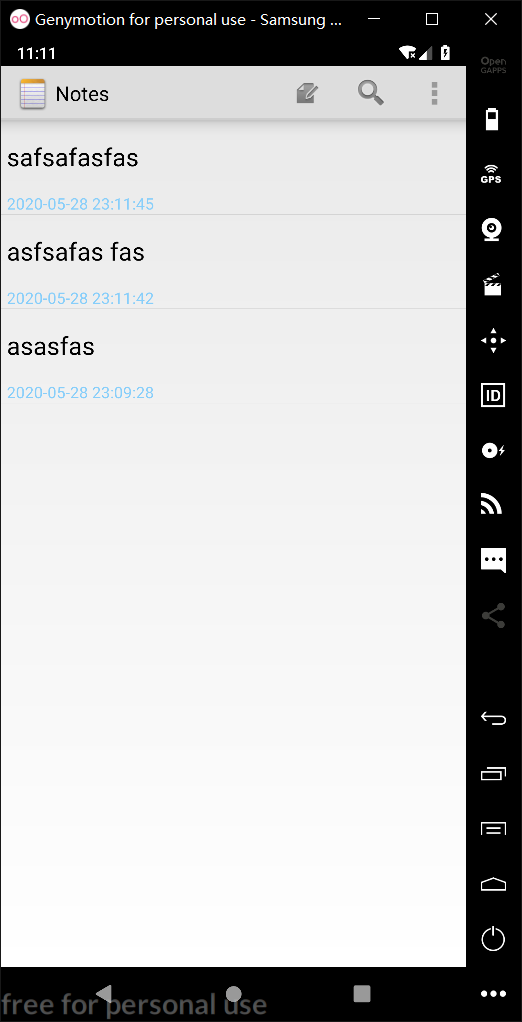 Genymotion for personal use - Samsung ...
11:11
Open
GAPPS
Notes
GPS
safsafasfas
2020-05-28 23:11:45
asfsafas fas
2020-05-28 23:11:42
asasfas
2020-05-28 23:09:28
ID
free for personal use